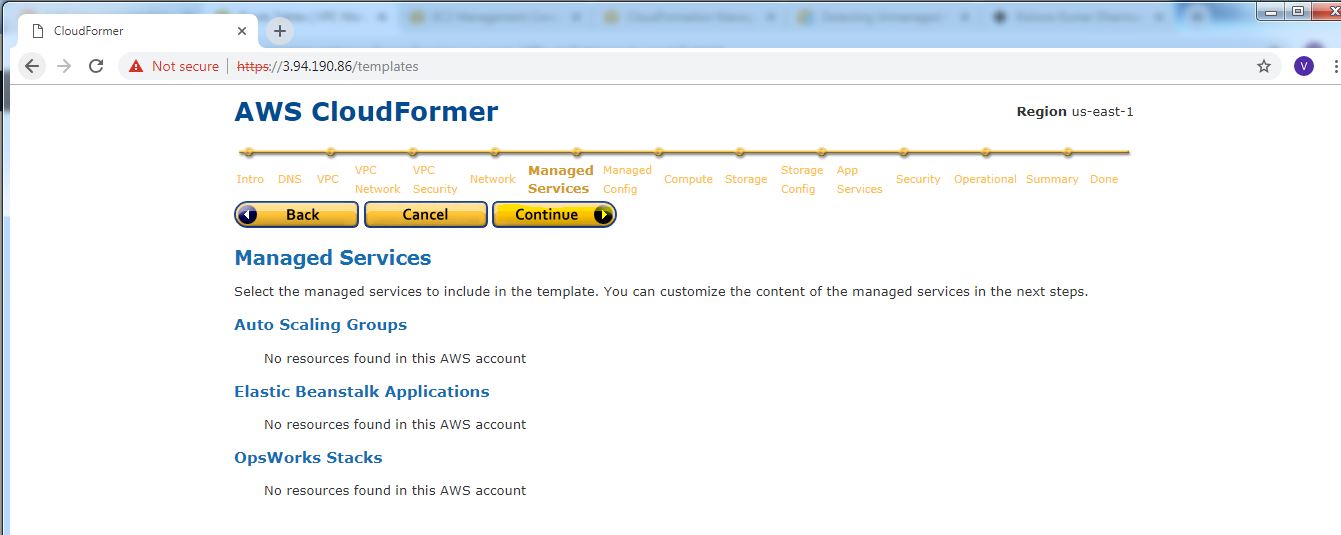 CloudFormer
Not secure | https://3.94.190.86/templates
V
AWS CloudFormer
Region us-east-1
Intro DNS VPC VPC Network VPC Security Network Managed Services Managed Config Compute Storage Storage Config App Services Security Operational Summary Done
Back Cancel Continue
Managed Services
Select the managed services to include in the template. You can customize the content of the managed services in the next steps.
Auto Scaling Groups
No resources found in this AWS account
Elastic Beanstalk Applications
No resources found in this AWS account
OpsWorks Stacks
No resources found in this AWS account